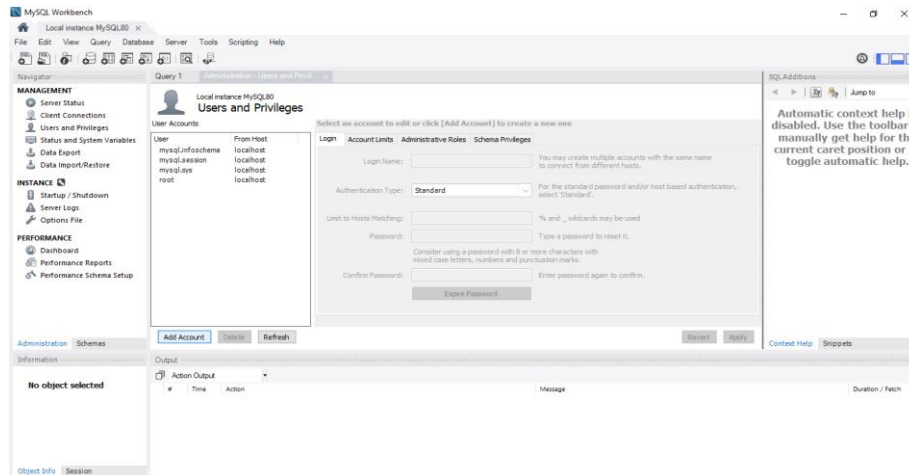 MySQL Workbench
Local instance MySQL80 ×
File Edit View Query Database Server Tools Scripting Help
Navigator
MANAGEMENT
Server Status
Client Connections
Users and Privileges
Status and System Variables
Data Export
Data Import/Restore
INSTANCE
Startup / Shutdown
Server Logs
Options File
PERFORMANCE
Dashboard
Performance Reports
Performance Schema Setup
Administration Schemas
Query 1 Administration - Users and Privil... ×
Local instance MySQL80
Users and Privileges
User Accounts
User From Host
mysql.infoschema localhost
mysql.session localhost
mysql.sys localhost
root localhost
Add Account Delete Refresh
Select an account to edit or click [Add Account] to create a new one
Login Account Limits Administrative Roles Schema Privileges
Login Name: You may create multiple accounts with the same name
to connect from different hosts.
Authentication Type: Standard For the standard password and/or host based authentication,
select 'Standard'.
Limit to Hosts Matching: % and _ wildcards may be used
Password: Type a password to reset it.
Consider using a password with 8 or more characters with
mixed case letters, numbers and punctuation marks.
Confirm Password: Enter password again to confirm.
Expire Password
Revert Apply
SQLAdditions
Jump to
Automatic context help i
disabled. Use the toolbar
manually get help for th
current caret position or
toggle automatic help.
Context Help Snippets
Information
No object selected
Object Info Session
Output
Action Output
# Time Action Message Duration / Fetch